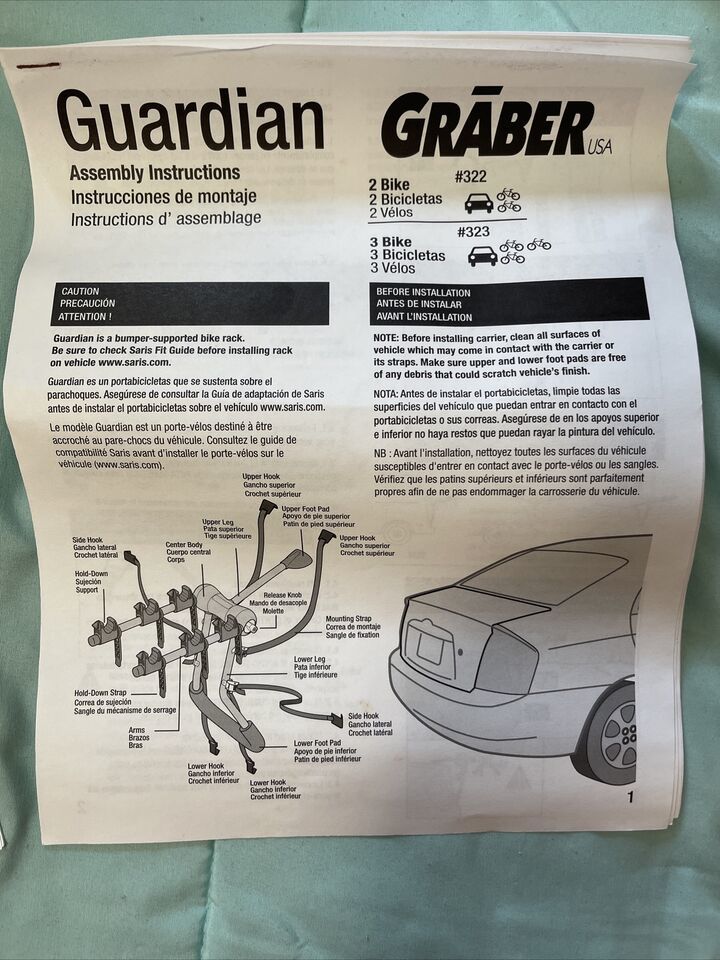 Guardian
Assembly Instructions
Instrucciones de montaje
Instructions d' assemblage
GRĀBER USA
#322
2 Bike
2 Bicicletas
2 Vélos
#323
3 Bike
3 Bicicletas
3 Vélos
CAUTION
PRECAUCIÓN
ATTENTION !
Guardian is a bumper-supported bike rack.
Be sure to check Saris Fit Guide before installing rack
on vehicle www.saris.com.
Guardian es un portabicicletas que se sustenta sobre el
parachoques. Asegúrese de consultar la Guía de adaptación de Saris
antes de instalar el portabicicletas sobre el vehículo www.saris.com.
Le modèle Guardian est un porte-vélos destiné à être
accroché au pare-chocs du véhicule. Consultez le guide de
compatibilité Saris avant d'installer le porte-vélos sur le
véhicule (www.saris.com).
BEFORE INSTALLATION
ANTES DE INSTALAR
AVANT L'INSTALLATION
NOTE: Before installing carrier, clean all surfaces of
vehicle which may come in contact with the carrier or
its straps. Make sure upper and lower foot pads are free
of any debris that could scratch vehicle's finish.
NOTA: Antes de instalar el portabicicletas, limpie todas las
superficies del vehículo que puedan entrar en contacto con el
portabicicletas o sus correas. Asegúrese de en los apoyos superior
e inferior no haya restos que puedan rayar la pintura del vehículo.
NB : Avant l'installation, nettoyez toutes les surfaces du véhicule
susceptibles d'entrer en contact avec le porte-vélo ou les sangles.
Vérifiez que les patins supérieurs et inférieurs sont parfaitement
propres afin de ne pas endommager la carrosserie du véhicule.
Upper Hook
Gancho superior
Crochet supérieur
Upper Foot Pad
Apoyo de pie superior
Patin de pied supérieur
Upper Leg
Pata superior
Tige supérieure
Upper Hook
Gancho superior
Crochet supérieur
Side Hook
Gancho lateral
Crochet latéral
Center Body
Cuerpo central
Corps
Hold-Down
Sujeción
Support
Release Knob
Mando de desacople
Molette
Mounting Strap
Correa de montaje
Sangle de fixation
Lower Leg
Pata inferior
Tige inférieure
Hold-Down Strap
Correa de sujeción
Sangle du mécanisme de serrage
Side Hook
Gancho lateral
Crochet latéral
Arms
Brazos
Bras
Lower Foot Pad
Apoyo de pie inferior
Patin de pied inférieur
Lower Hook
Gancho inferior
Crochet inférieur
Lower Hook
Gancho inferior
Crochet inférieur
1